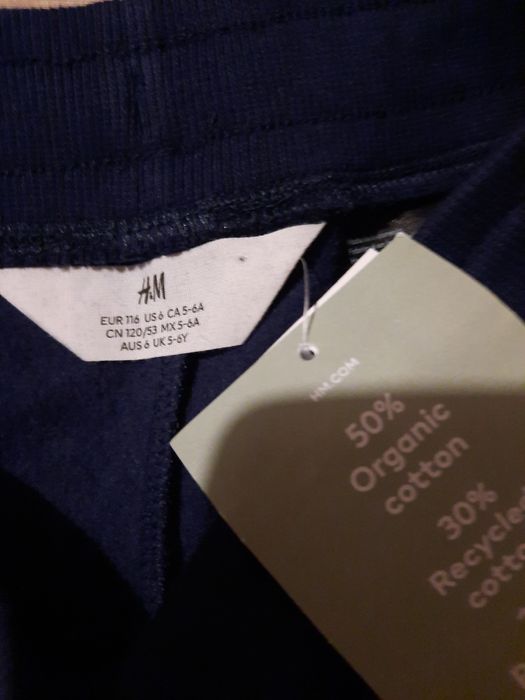 H&M
EUR 116 US 6 CA 5-6A
CN 120/53 MX 5-6A
AUS 6 UK 5-6Y
HM.COM
50%
Organic
cotton
30%